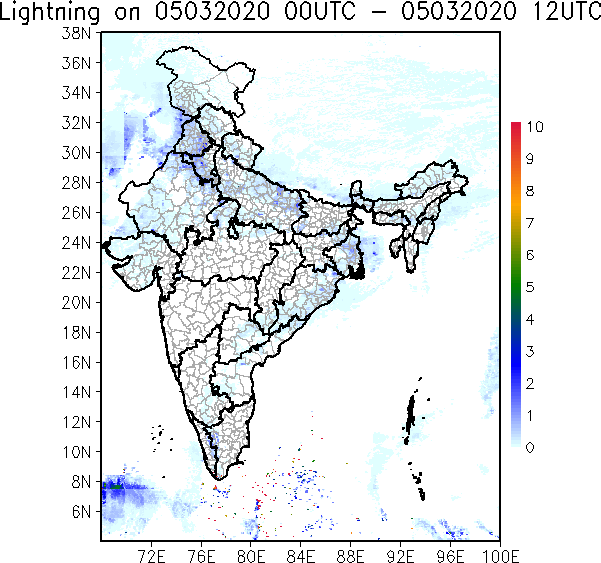 Lightning on 05032020 00UTC – 05032020 12UTC
38N
36N
34N
32N
30N
28N
26N
24N
22N
20N
18N
16N
14N
12N
10N
8N
6N
72E 76E 80E 84E 88E 92E 96E 100E
10
9
8
7
6
5
4
3
2
1
0